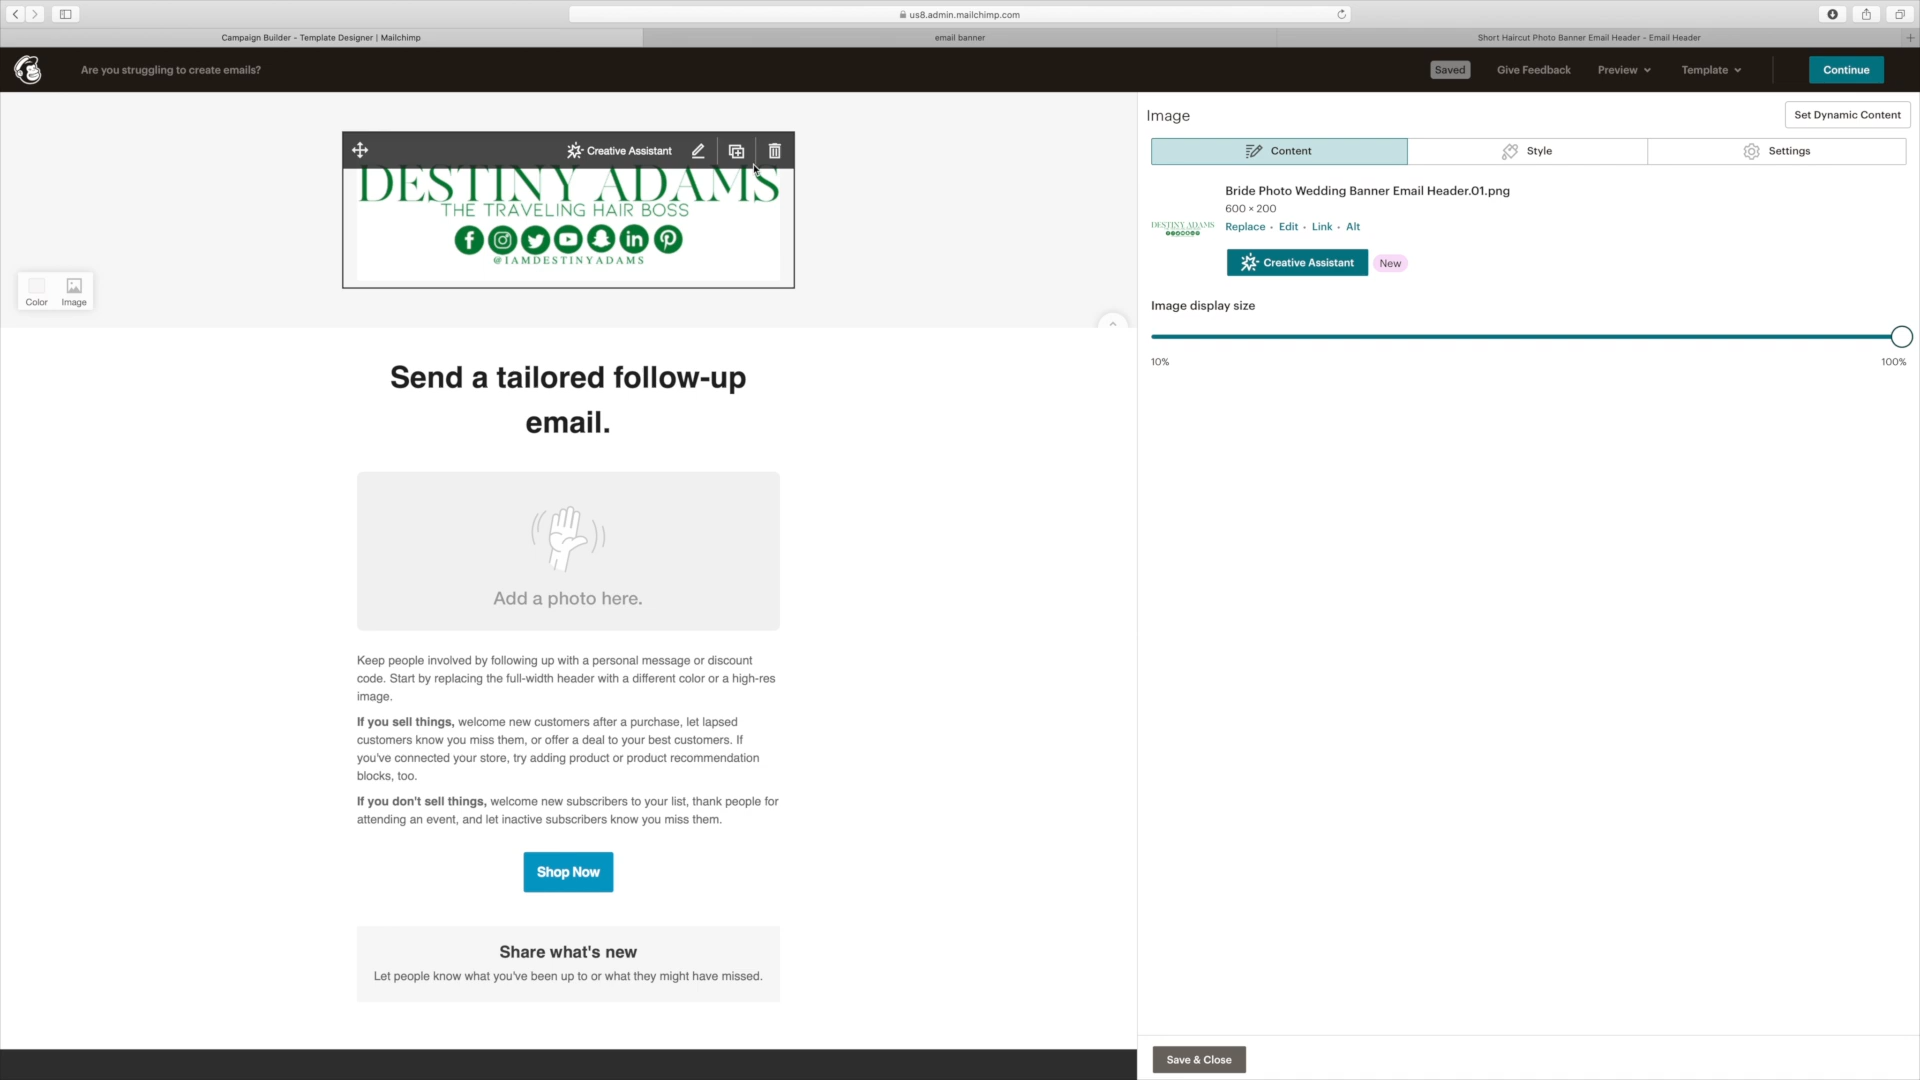 us8.admin.mailchimp.com
Campaign Builder - Template Designer | Mailchimp
email banner
Short Haircut Photo Banner Email Header - Email Header
Are you struggling to create emails?
Saved
Give Feedback
Preview
Template
Continue
Creative Assistant
DESTINY ADAMS
THE TRAVELING HAIR BOSS
@IAMDESTINYADAMS
Color
Image
Send a tailored follow-up
email.
Add a photo here.
Keep people involved by following up with a personal message or discount
code. Start by replacing the full-width header with a different color or a high-res
image.
If you sell things, welcome new customers after a purchase, let lapsed
customers know you miss them, or offer a deal to your best customers. If
you've connected your store, try adding product or product recommendation
blocks, too.
If you don't sell things, welcome new subscribers to your list, thank people for
attending an event, and let inactive subscribers know you miss them.
Shop Now
Share what's new
Let people know what you've been up to or what they might have missed.
Image
Set Dynamic Content
Content
Style
Settings
Bride Photo Wedding Banner Email Header.01.png
600 × 200
DESTINY ADAMS
Replace · Edit · Link · Alt
Creative Assistant
New
Image display size
10%
100%
Save & Close